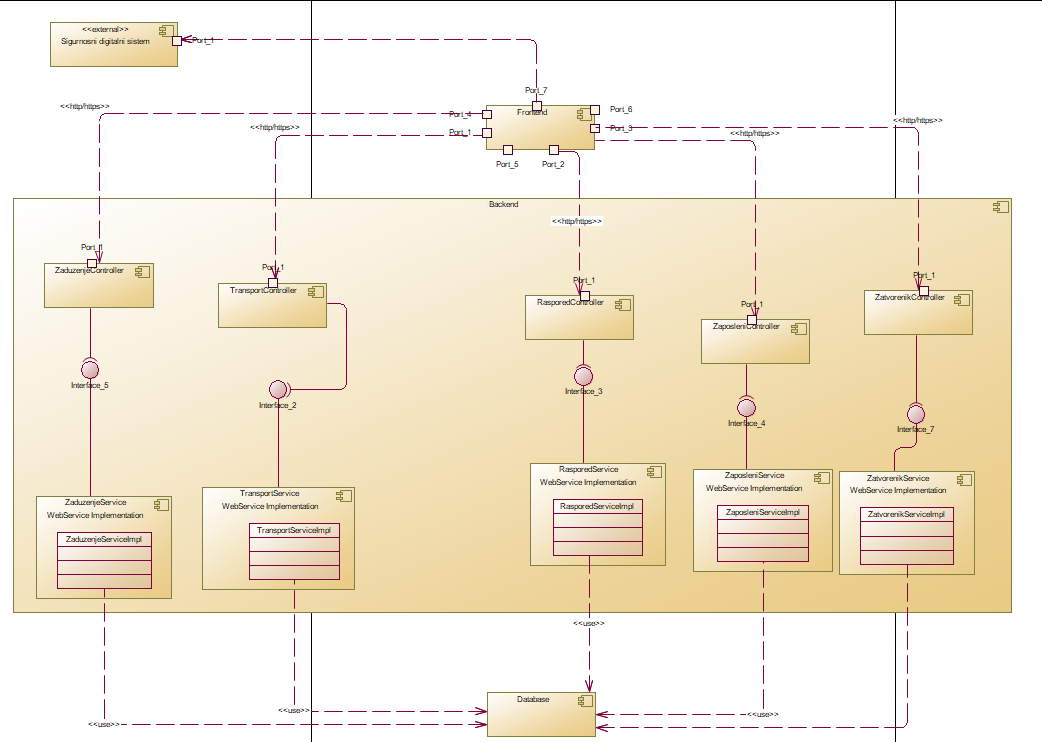 <<external>>
Sigurnosni digitalni sistem
Port_1
Port_7
<<http/https>>
Port_4
Frontend
Port_6
<<http/https>>
<<http/https>>
Port_1
Port_3
<<http/https>>
Port_5
Port_2
Backend
<<http/https>>
Port_1
ZaduzenjeController
Port_1
TransportController
Port_1
RasporedController
Port_1
ZaposleniController
Port_1
ZatvorenikController
Interface_5
Interface_2
Interface_3
Interface_4
Interface_7
ZaduzenjeService
WebService Implementation
ZaduzenjeServiceImpl
TransportService
WebService Implementation
TransportServiceImpl
RasporedService
WebService Implementation
RasporedServiceImpl
ZaposleniService
WebService Implementation
ZaposleniServiceImpl
ZatvorenikService
WebService Implementation
ZatvorenikServiceImpl
<<use>>
Database
<<use>>
<<use>>
<<use>>